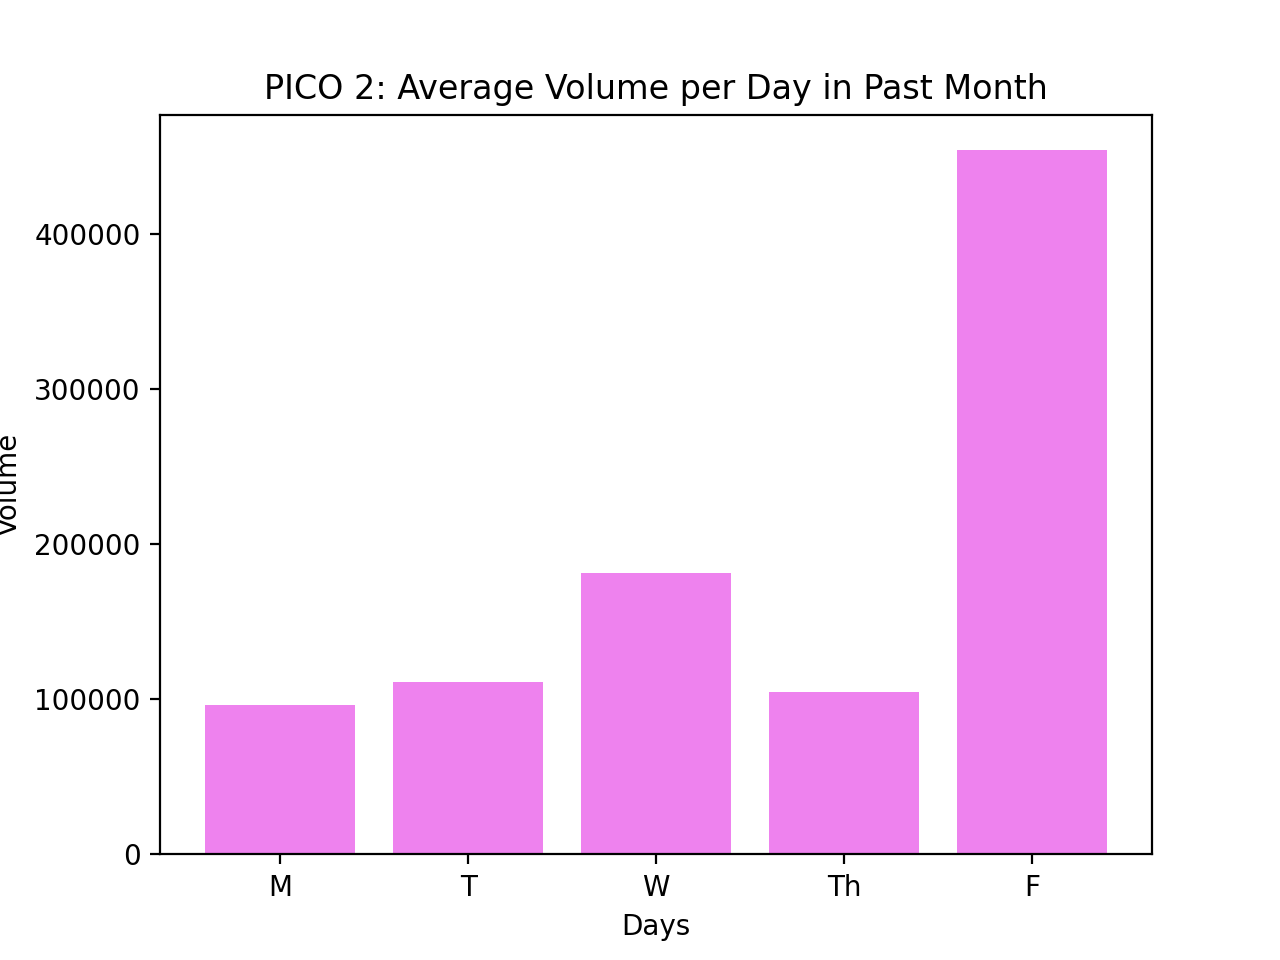 PICO 2: Average Volume per Day in Past Month
Volume
400000
300000
200000
100000
0
M T W Th F
Days